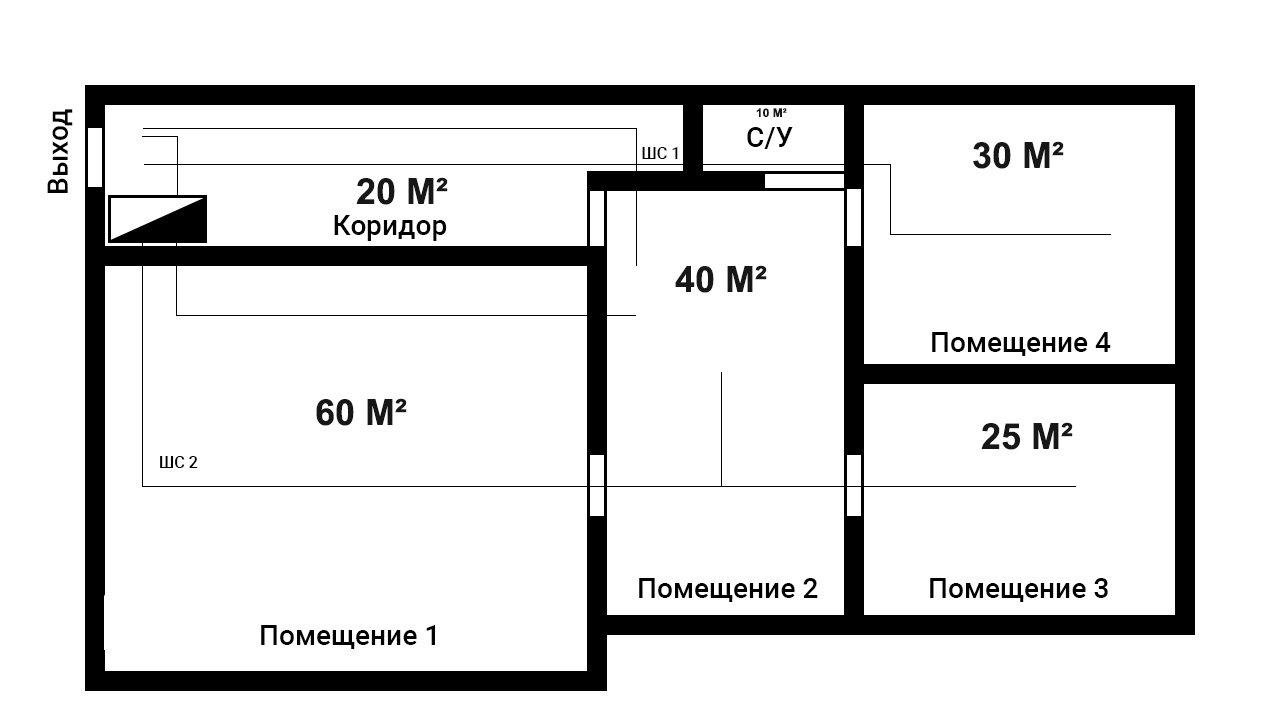 Выход
10 М²
С/У
ШС 1
30 М²
20 М²
Коридор
40 М²
Помещение 4
60 М²
25 М²
ШС 2
Помещение 2
Помещение 3
Помещение 1